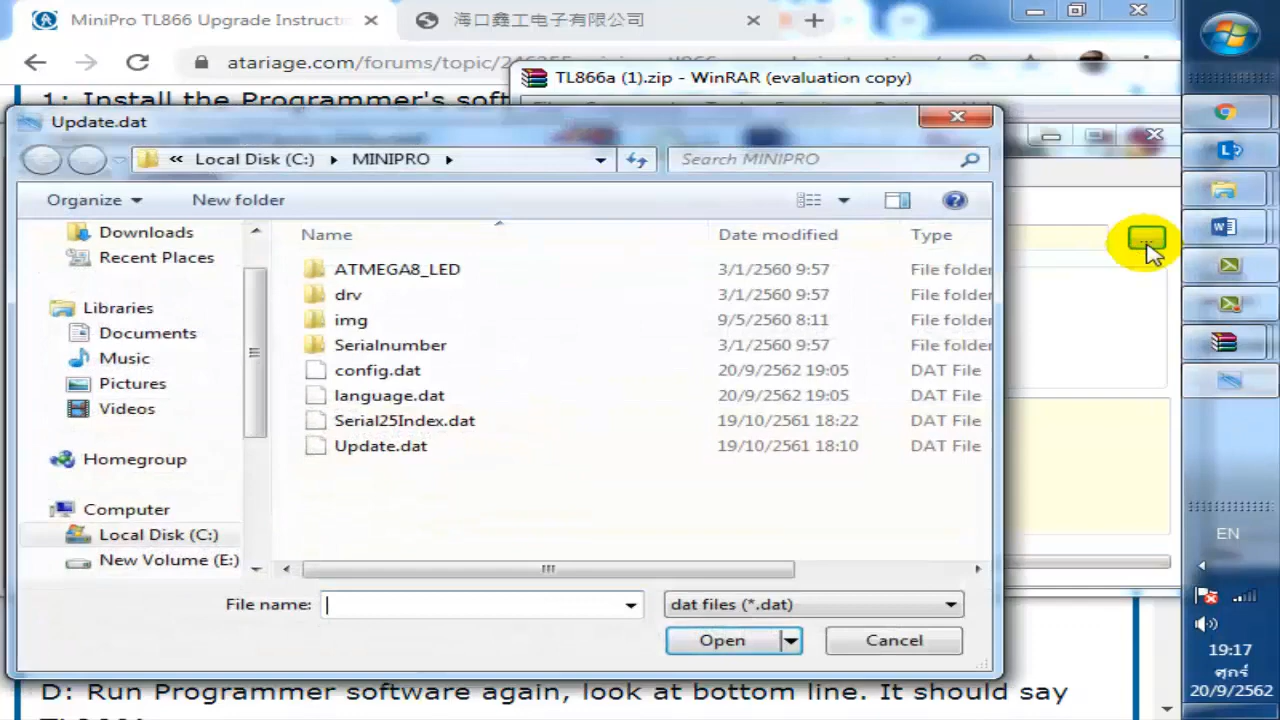 MiniPro TL866 Upgrade Instructi
海口鑫工电子有限公司
atariage.com/forums/topic/
TL866a (1).zip - WinRAR (evaluation copy)
1: Install the Programmer's soft
Update.dat
Local Disk (C:) MINIPRO
Search MINIPRO
Organize
New folder
Name Date modified Type
Downloads
Recent Places
Libraries
Documents
Music
Pictures
Videos
Homegroup
Computer
Local Disk (C:)
New Volume (E:)
ATMEGA8_LED 3/1/2560 9:57 File folder
drv 3/1/2560 9:57 File folder
img 9/5/2560 8:11 File folder
Serialnumber 3/1/2560 9:57 File folder
config.dat 20/9/2562 19:05 DAT File
language.dat 20/9/2562 19:05 DAT File
Serial25Index.dat 19/10/2561 18:22 DAT File
Update.dat 19/10/2561 18:10 DAT File
File name:
dat files (*.dat)
Open
Cancel
...
EN
19:17
ศุกร์
20/9/2562
D: Run Programmer software again, look at bottom line. It should say